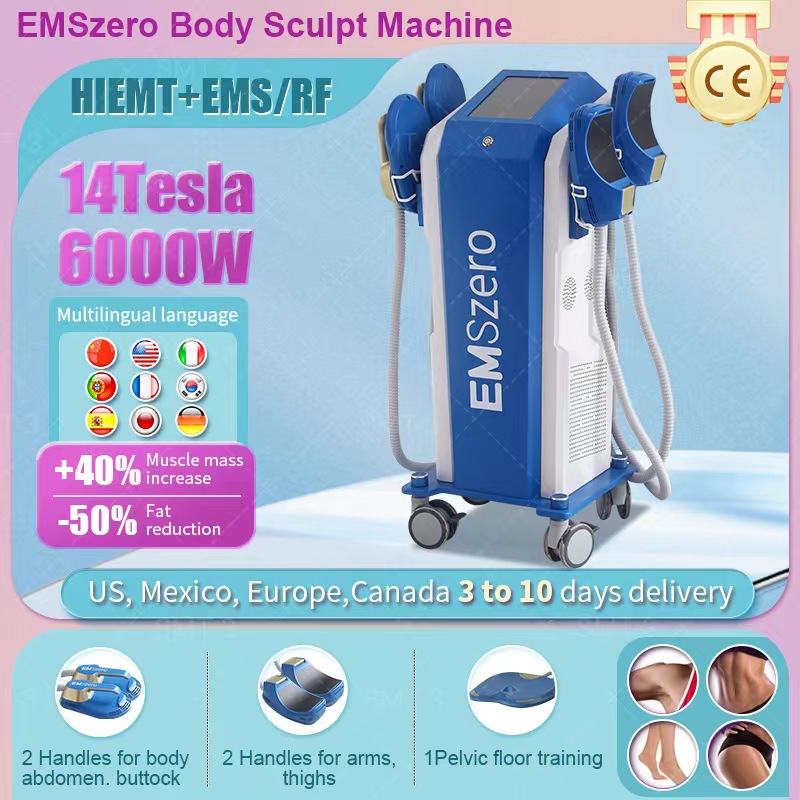 EMSzero Body Sculpt Machine
CE
HIEMT+EMS/RF
14Tesla
6000W
Multilingual language
+40% Muscle mass
increase
-50% Fat
reduction
EMSzero
US, Mexico, Europe,Canada 3 to 10 days delivery
EMSzero
EMSzero
2 Handles for body
abdomen. buttock
2 Handles for arms,
thighs
1Pelvic floor training